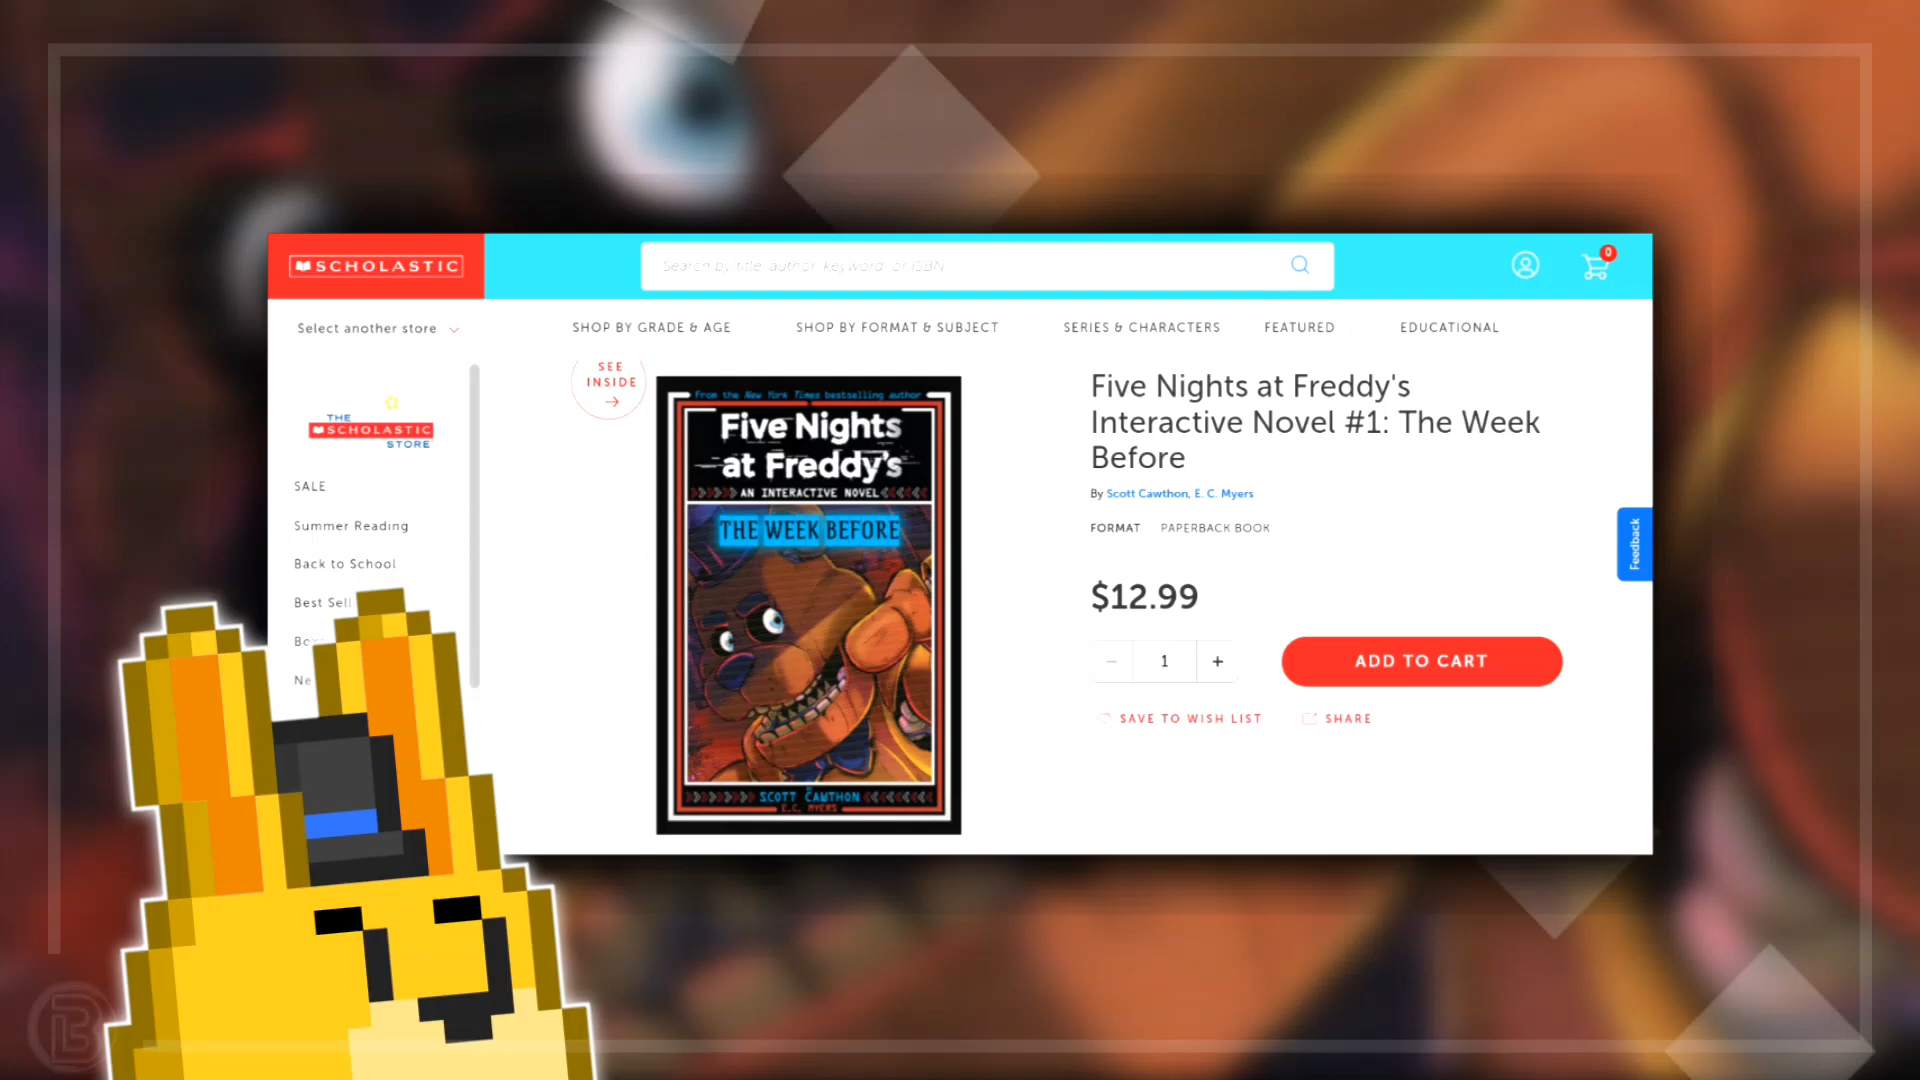 SCHOLASTIC
Search by title, author, keyword, or ISBN
0
Select another store
SHOP BY GRADE & AGE
SHOP BY FORMAT & SUBJECT
SERIES & CHARACTERS
FEATURED
EDUCATIONAL
THE
SCHOLASTIC
STORE
SALE
Summer Reading
Back to School
Best Sell
Ne
SEE
INSIDE
From the New York Times bestselling author
Five Nights
at Freddy's
AN INTERACTIVE NOVEL
THE WEEK BEFORE
SCOTT CAWTHON
E.C. MYERS
Five Nights at Freddy's
Interactive Novel #1: The Week
Before
By Scott Cawthon, E. C. Myers
FORMAT PAPERBACK BOOK
$12.99
− 1 +
ADD TO CART
SAVE TO WISH LIST
SHARE
Feedback